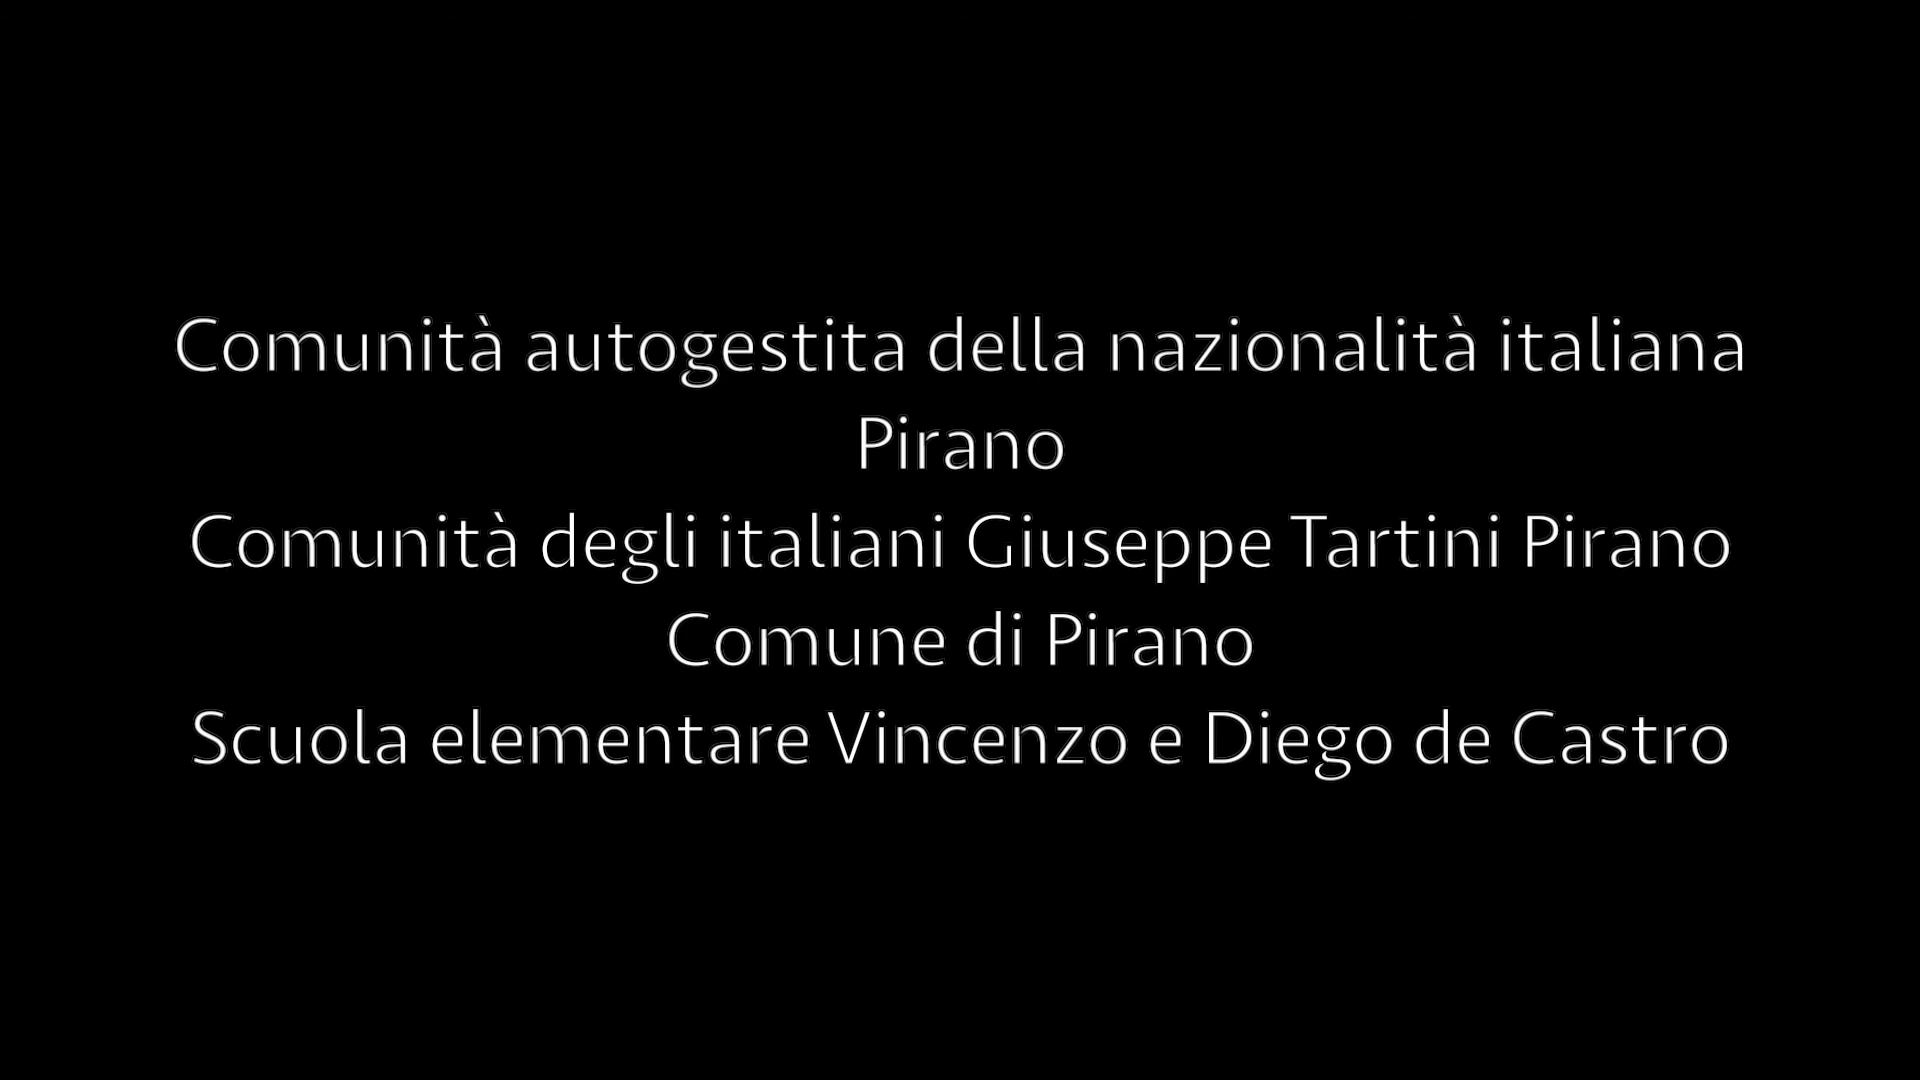 Comunità autogestita della nazionalità italiana
Pirano
Comunità degli italiani Giuseppe Tartini Pirano
Comune di Pirano
Scuola elementare Vincenzo e Diego de Castro